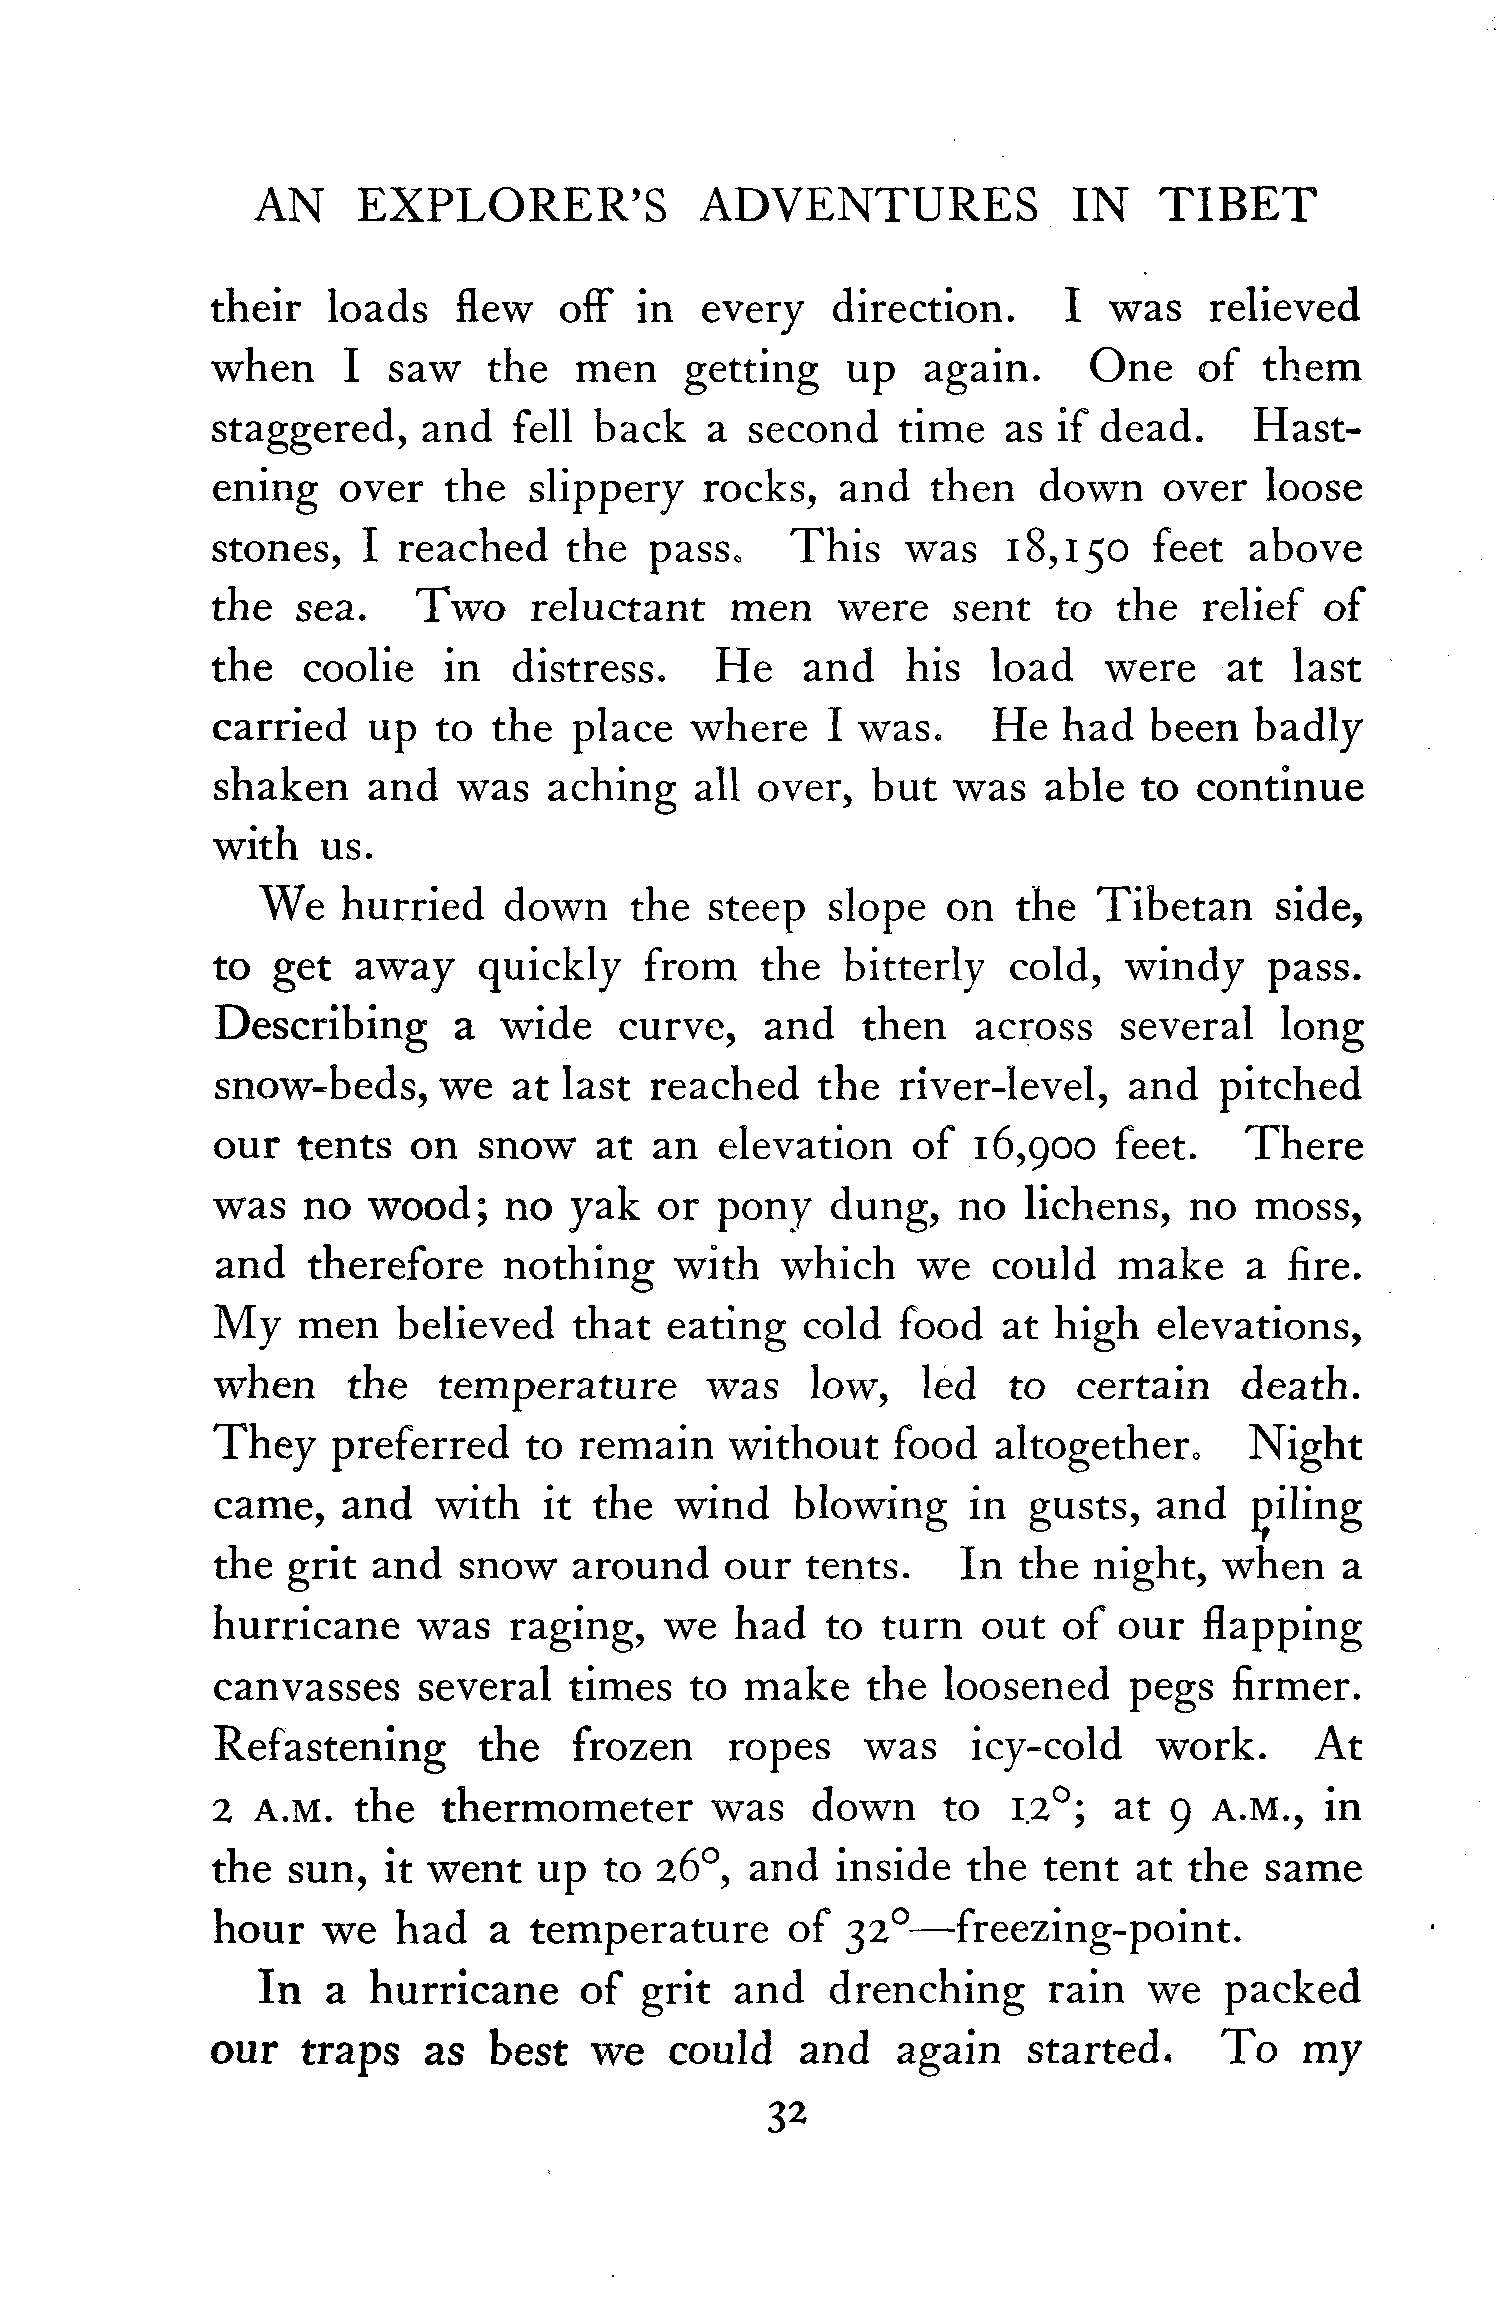 AN EXPLORER'S ADVENTURES IN TIBET
their loads flew off in every direction. I was relieved
when I saw the men getting up again. One of them
staggered, and fell back a second time as if dead. Hast-
ening over the slippery rocks, and then down over loose
stones, I reached the pass. This was 18,150 feet above
the sea. Two reluctant men were sent to the relief of
the coolie in distress. He and his load were at last
carried up to the place where I was. He had been badly
shaken and was aching all over, but was able to continue
with us.
We hurried down the steep slope on the Tibetan side,
to get away quickly from the bitterly cold, windy pass.
Describing a wide curve, and then across several long
snow-beds, we at last reached the river-level, and pitched
our tents on snow at an elevation of 16,900 feet. There
was no wood; no yak or pony dung, no lichens, no moss,
and therefore nothing with which we could make a fire.
My men believed that eating cold food at high elevations,
when the temperature was low, led to certain death.
They preferred to remain without food altogether. Night
came, and with it the wind blowing in gusts, and piling
the grit and snow around our tents. In the night, when a
hurricane was raging, we had to turn out of our flapping
canvasses several times to make the loosened pegs firmer.
Refastening the frozen ropes was icy-cold work. At
2 A.M. the thermometer was down to 12°; at 9 A.M., in
the sun, it went up to 26°, and inside the tent at the same
hour we had a temperature of 32°—freezing-point.
In a hurricane of grit and drenching rain we packed
our traps as best we could and again started. To my
32